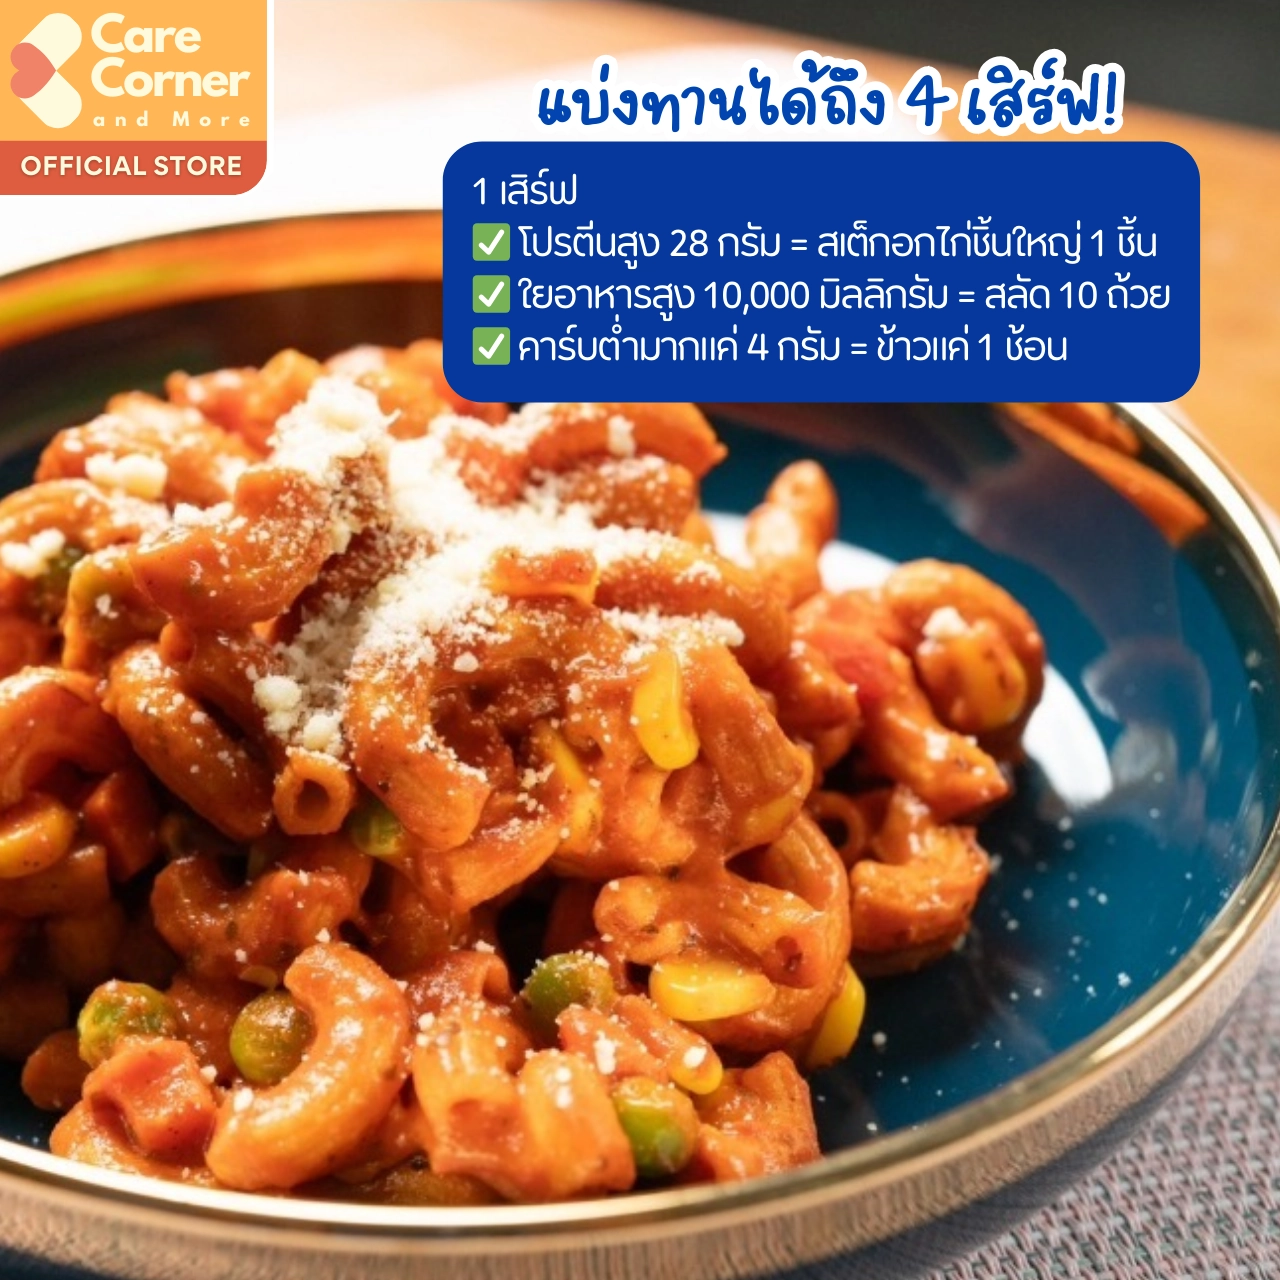 Care
Corner
and More
OFFICIAL STORE
แบ่งทานได้ถึง 4 เสิร์ฟ!
1 เสิร์ฟ
✅ โปรตีนสูง 28 กรัม = สเต็กอกไก่ชิ้นใหญ่ 1 ชิ้น
✅ ใยอาหารสูง 10,000 มิลลิกรัม = สลัด 10 ถ้วย
✅ คาร์บต่ำมากแค่ 4 กรัม = ข้าวแค่ 1 ช้อน